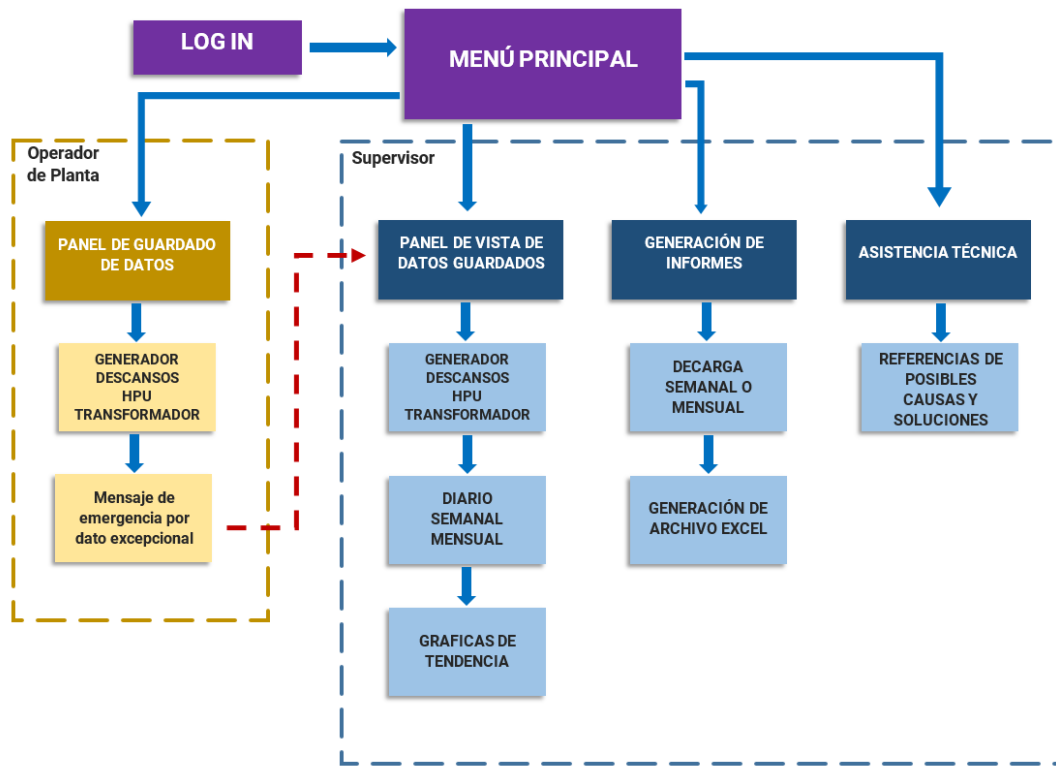 LOG IN
MENÚ PRINCIPAL
Operador
de Planta
Supervisor
PANEL DE GUARDADO
DE DATOS
PANEL DE VISTA DE
DATOS GUARDADOS
GENERACIÓN DE
INFORMES
ASISTENCIA TÉCNICA
GENERADOR
DESCANSOS
HPU
TRANSFORMADOR
GENERADOR
DESCANSOS
HPU
TRANSFORMADOR
DECARGA
SEMANAL O
MENSUAL
REFERENCIAS DE
POSIBLES
CAUSAS Y
SOLUCIONES
Mensaje de
emergencia por
dato excepcional
DIARIO
SEMANAL
MENSUAL
GENERACIÓN DE
ARCHIVO EXCEL
GRAFICAS DE
TENDENCIA